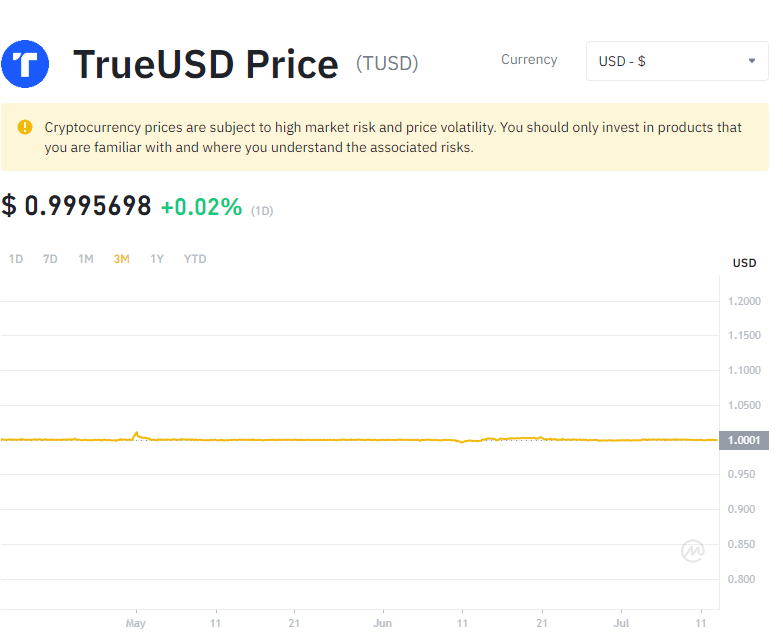 TrueUSD Price (TUSD)
Currency
USD - $
Cryptocurrency prices are subject to high market risk and price volatility. You should only invest in products that
you are familiar with and where you understand the associated risks.
$ 0.9995698 +0.02% (1D)
1D 7D 1M 3M 1Y YTD
USD
1.2000
1.1500
1.1000
1.0500
1.0001
0.950
0.900
0.850
0.800
May 11 21 Jun 11 21 Jul 11